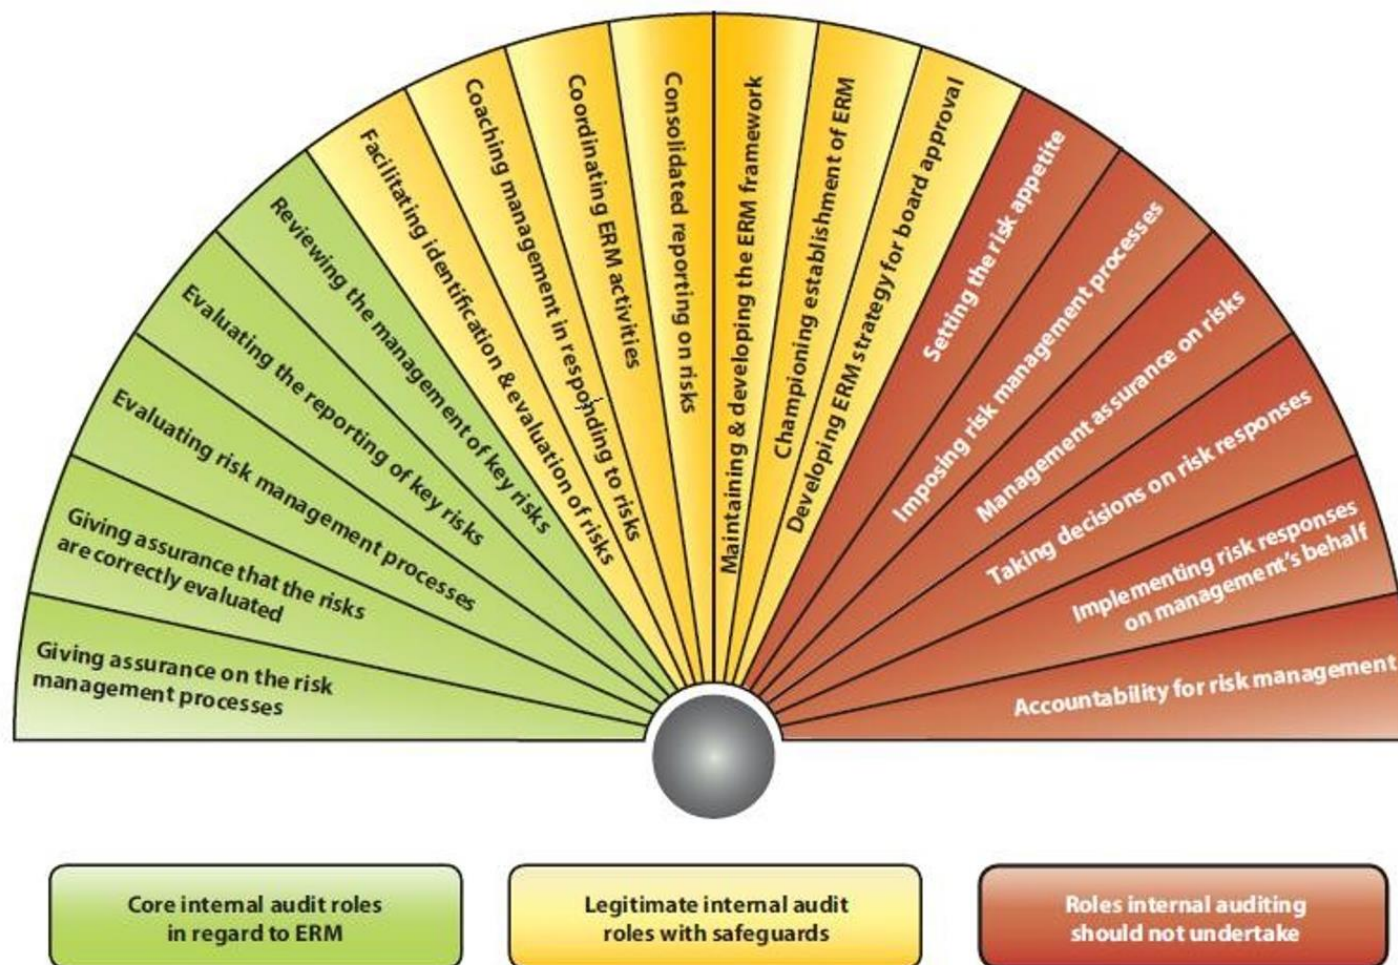 Giving assurance on the risk
management processes
Giving assurance that the risks
are correctly evaluated
Evaluating risk management processes
Evaluating the reporting of key risks
Reviewing the management of key risks
Facilitating identification & evaluation of risks
Coaching management in responding to risks
Coordinating ERM activities
Consolidated reporting on risks
Maintaining & developing the ERM framework
Championing establishment of ERM
Developing ERM strategy for board approval
Setting the risk appetite
Imposing risk management processes
Management assurance on risks
Taking decisions on risk responses
Implementing risk responses
on management's behalf
Accountability for risk management
Core internal audit roles
in regard to ERM
Legitimate internal audit
roles with safeguards
Roles internal auditing
should not undertake